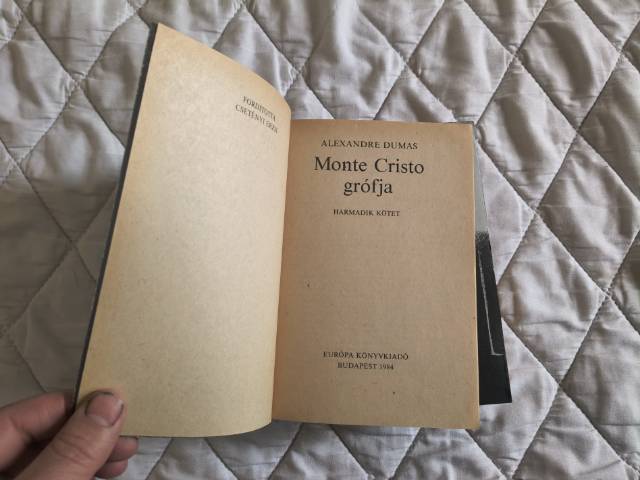 FORDÍTOTTA
CSETÉNYI ERZSI
ALEXANDRE DUMAS
Monte Cristo
grófja
HARMADIK KÖTET
EURÓPA KÖNYVKIADÓ
BUDAPEST 1984